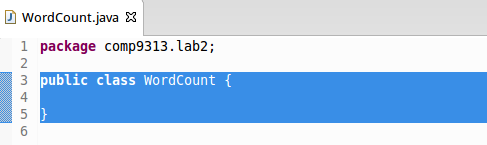 WordCount.java
1 package comp9313.lab2;
2
3 public class WordCount {
4
5 }
6